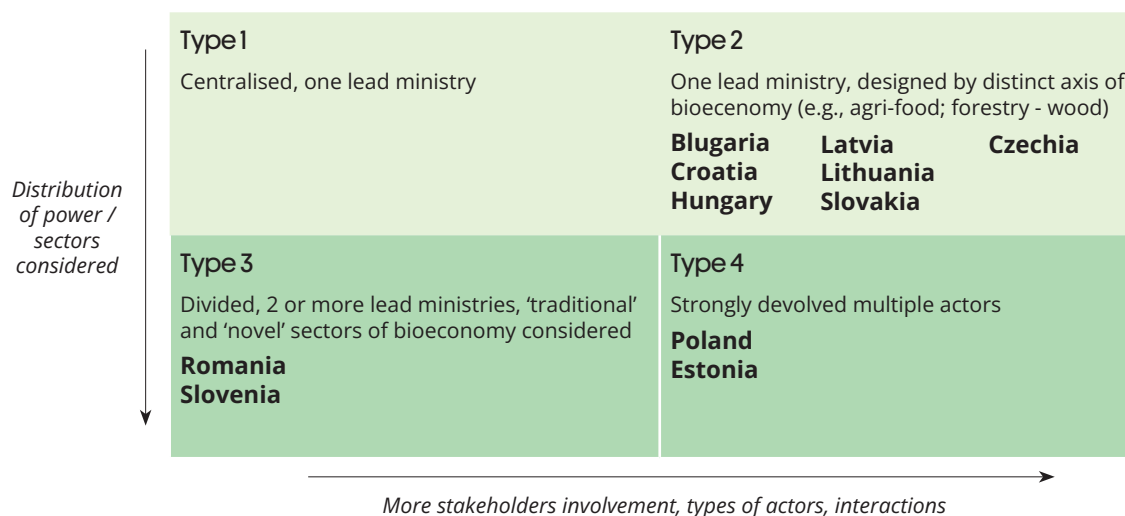 Type 1
Centralised, one lead ministry
Type 2
One lead ministry, designed by distinct axis of
bioecenomy (e.g., agri-food; forestry - wood)
Blugaria
Croatia
Hungary
Latvia
Lithuania
Slovakia
Czechia
Distribution
of power /
sectors
considered
Type 3
Divided, 2 or more lead ministries, ‘traditional’
and ‘novel’ sectors of bioeconomy considered
Romania
Slovenia
Type 4
Strongly devolved multiple actors
Poland
Estonia
More stakeholders involvement, types of actors, interactions